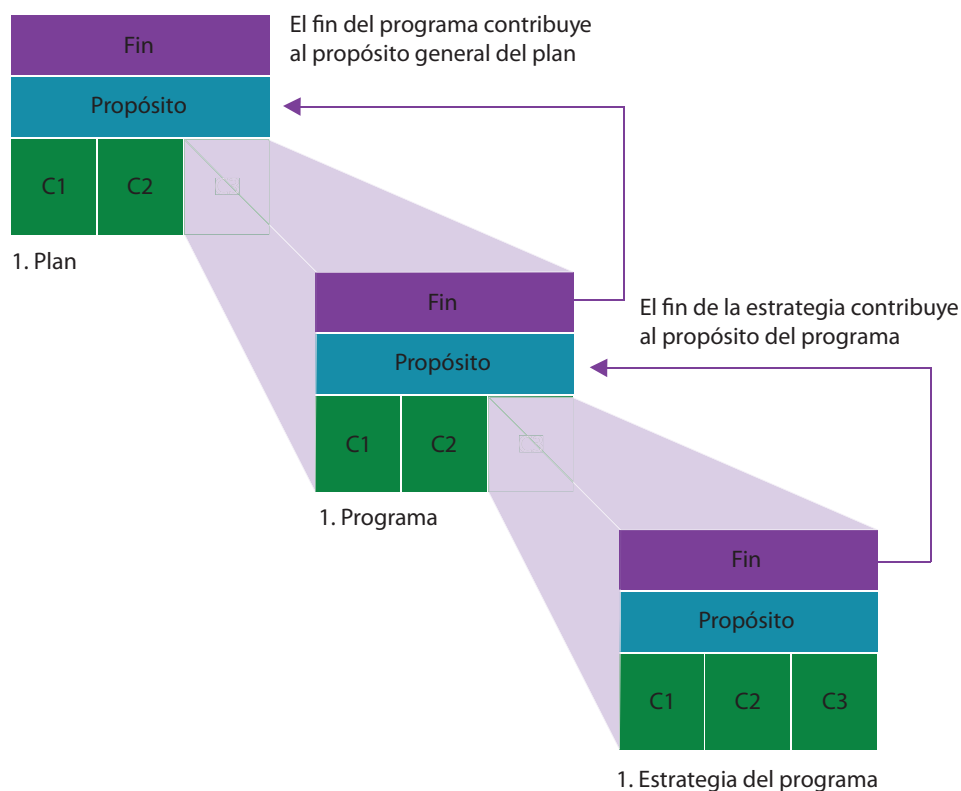 El fin del programa contribuye
al propósito general del plan
Fin
Propósito
C1
C2
1. Plan
Fin
Propósito
C1
C2
1. Programa
El fin de la estrategia contribuye
al propósito del programa
Fin
Propósito
C1
C2
C3
1. Estrategia del programa